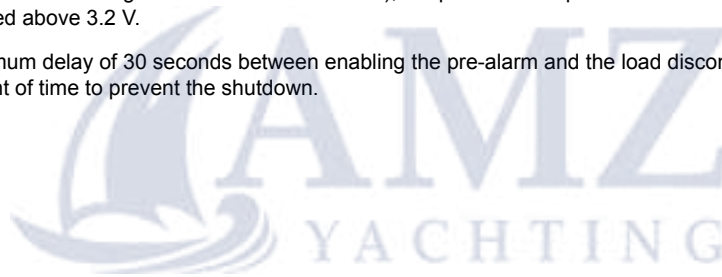 ed above 3.2 V.
num delay of 30 seconds between enabling the pre-alarm and the load discon
nt of time to prevent the shutdown.
AMZ
YACHTING